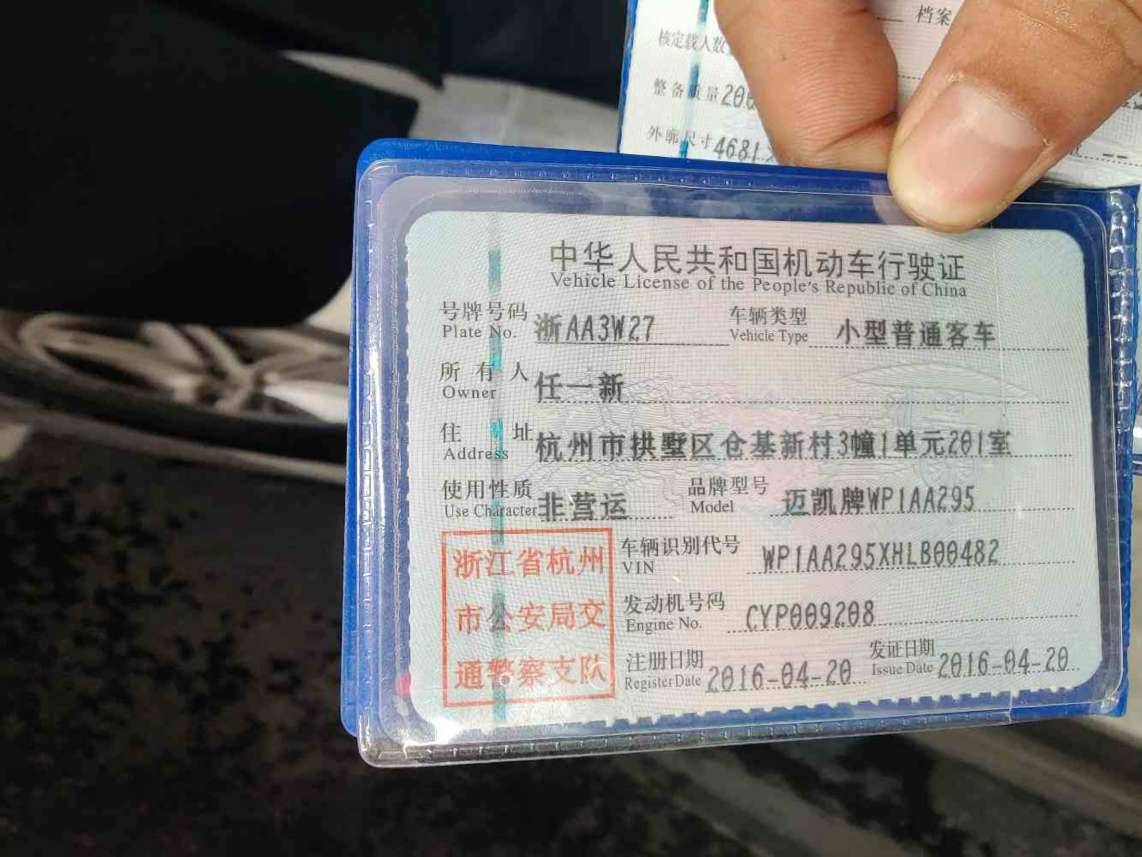 档案
核定载人数
整备质量 200
外廓尺寸 4681×
中华人民共和国机动车行驶证
Vehicle License of the People's Republic of China
号牌号码 浙AA3W27 车辆类型 小型普通客车
Plate No. Vehicle Type
所有人 任一新
Owner
住址 杭州市拱墅区仓基新村3幢1单元201室
Address
使用性质 非营运 品牌型号 迈凯牌WP1AA295
Use Character Model
浙江省杭州
市公安局交
通警察支队
车辆识别代号 WP1AA295XHLB00482
VIN
发动机号码 CYP009208
Engine No.
注册日期 2016-04-20 发证日期 2016-04-20
Register Date Issue Date